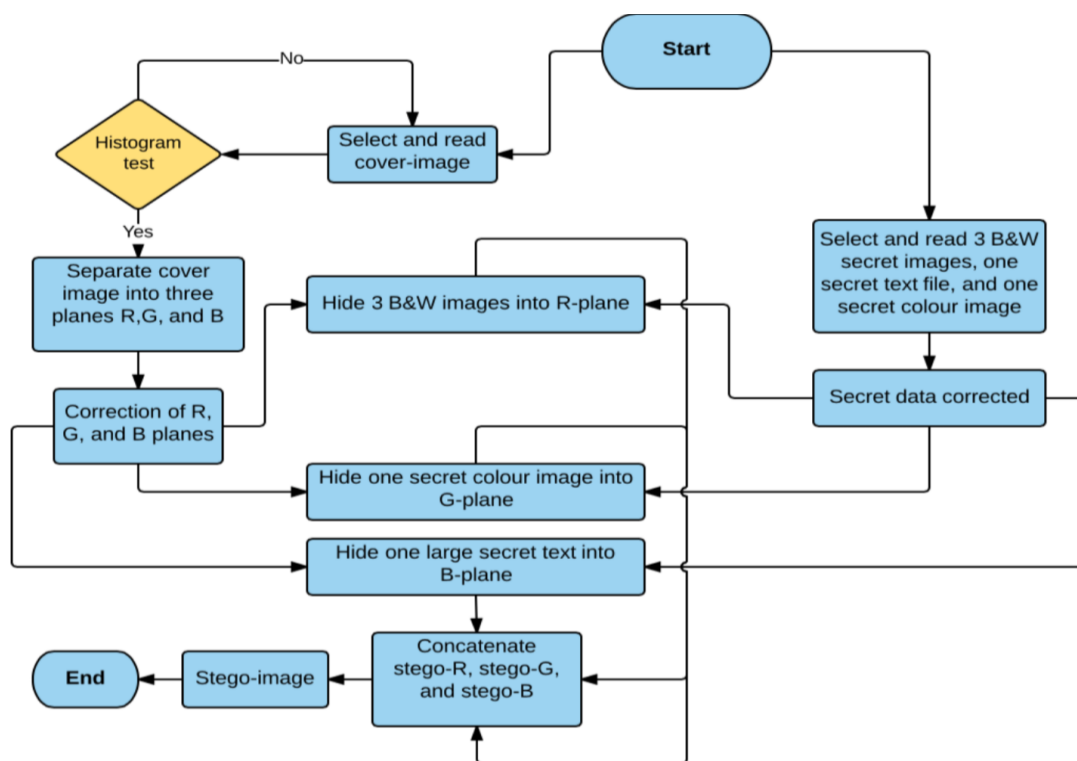 Start
No
Histogram
test
Select and read
cover-image
Yes
Separate cover
image into three
planes R,G, and B
Select and read 3 B&W
secret images, one
secret text file, and one
secret colour image
Hide 3 B&W images into R-plane
Correction of R,
G, and B planes
Secret data corrected
Hide one secret colour image into
G-plane
Hide one large secret text into
B-plane
Concatenate
stego-R, stego-G,
and stego-B
Stego-image
End